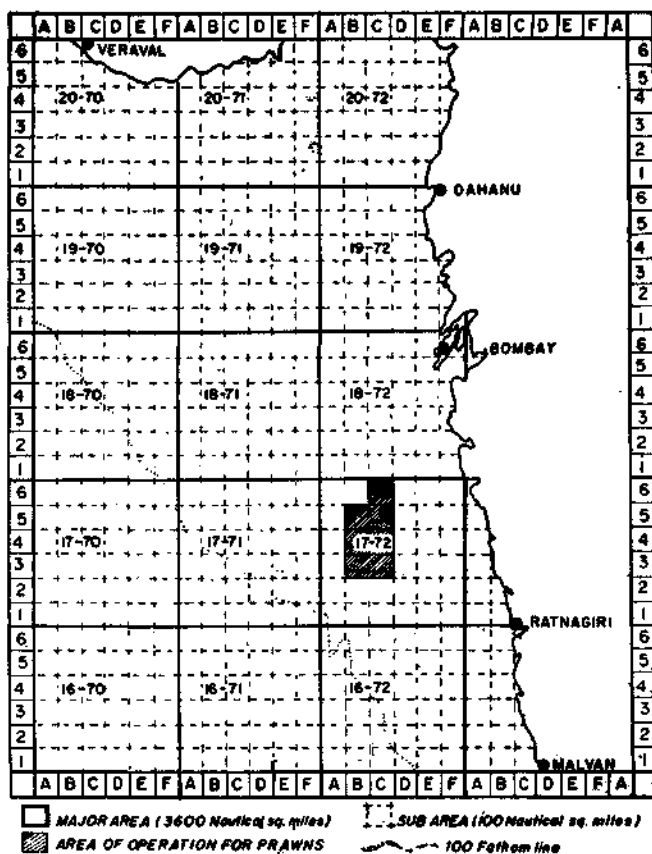 A B C D E F A B C D E F A B C D E F A B C D E F A
6 VERAVAL 6
5 5
4 20-70 20-71 20-72 4
3 3
2 2
1 1
DAHANU
6 6
5 5
4 19-70 19-71 19-72 4
3 3
2 2
1 1
6 BOMBAY 6
5 5
4 18-70 18-71 18-72 4
3 3
2 2
1 1
6 6
5 5
4 17-70 17-71 17-72 4
3 3
2 2
1 1
RATNAGIRI
6 6
5 5
4 16-70 16-71 16-72 4
3 3
2 2
1 MALVAN 1
A B C D E F A B C D E F A B C D E F A B C D E F A
MAJOR AREA (3600 Nautical sq. miles) SUB AREA (100 Nautical sq. miles)
AREA OF OPERATION FOR PRAWNS 100 Fathom line